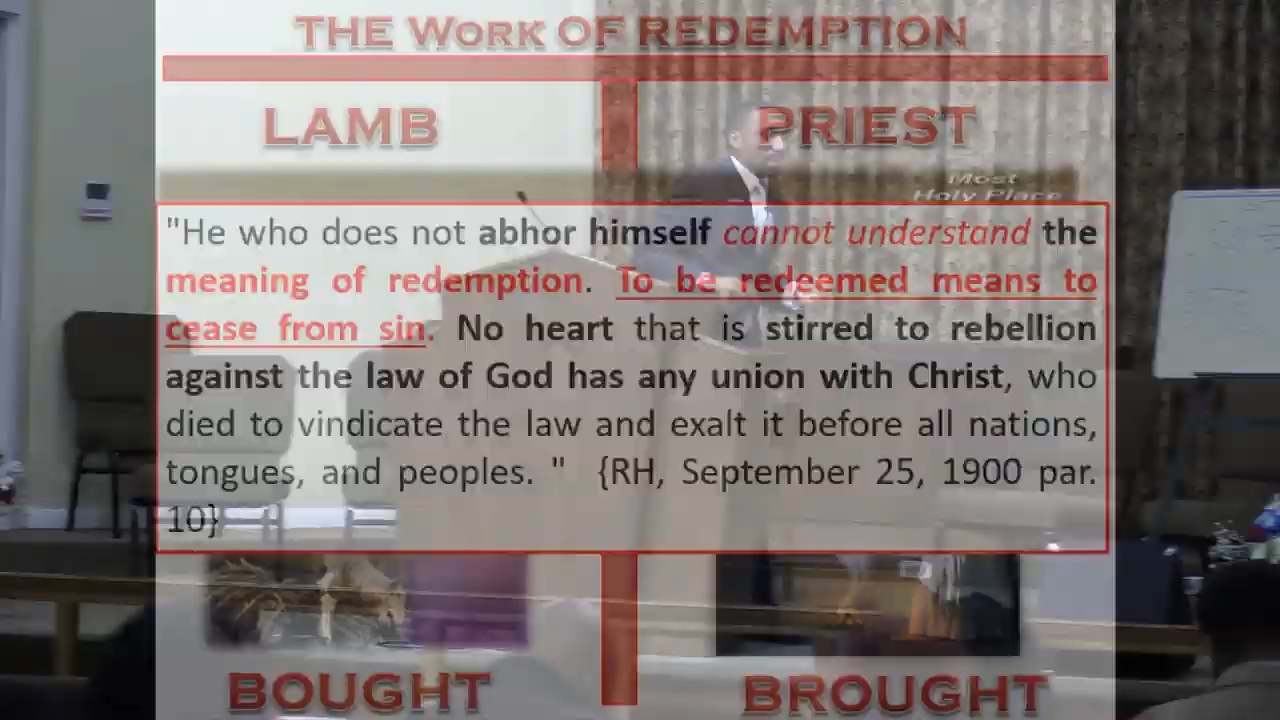 THE WORK OF REDEMPTION
LAMB PRIEST
Most
Holy Place
"He who does not abhor himself cannot understand the
meaning of redemption. To be redeemed means to
cease from sin. No heart that is stirred to rebellion
against the law of God has any union with Christ, who
died to vindicate the law and exalt it before all nations,
tongues, and peoples. " {RH, September 25, 1900 par.
10}
BOUGHT BROUGHT